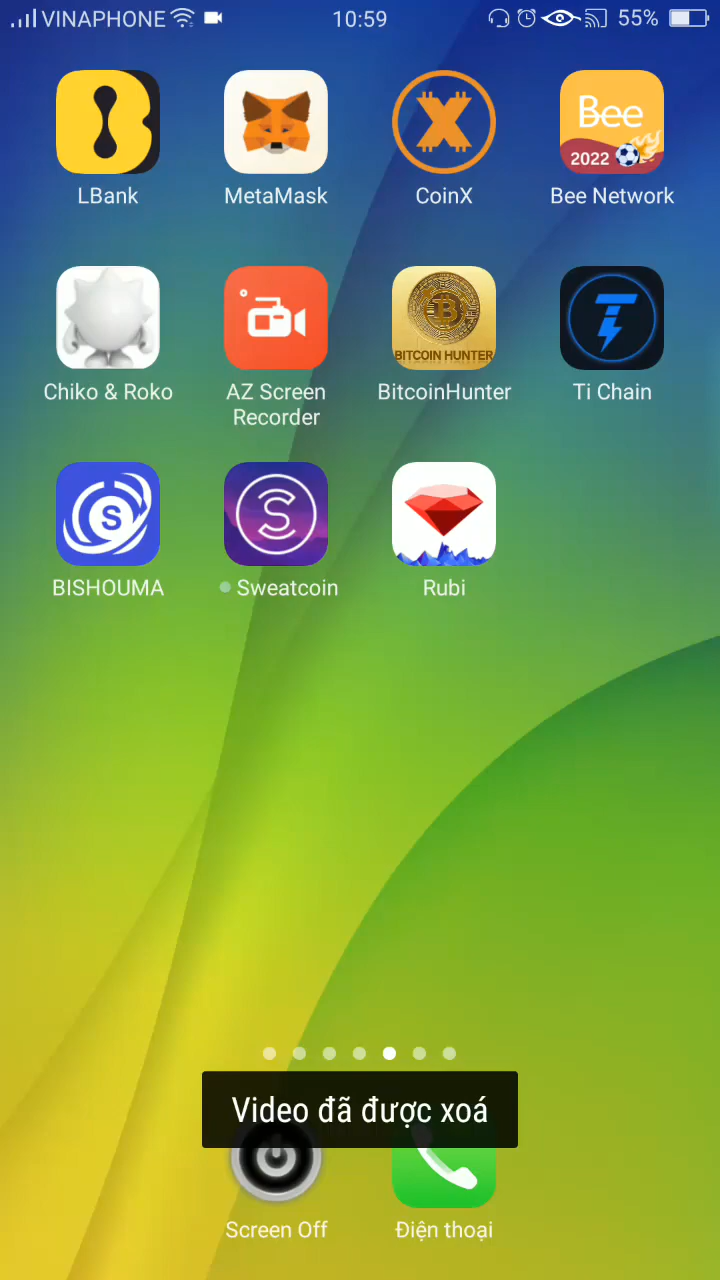 VINAPHONE 10:59 55%
Bee
2022
LBank MetaMask CoinX Bee Network
BITCOIN HUNTER
Chiko & Roko AZ Screen Recorder BitcoinHunter Ti Chain
BISHOUMA Sweatcoin Rubi
Video đã được xoá
Screen Off Điện thoại